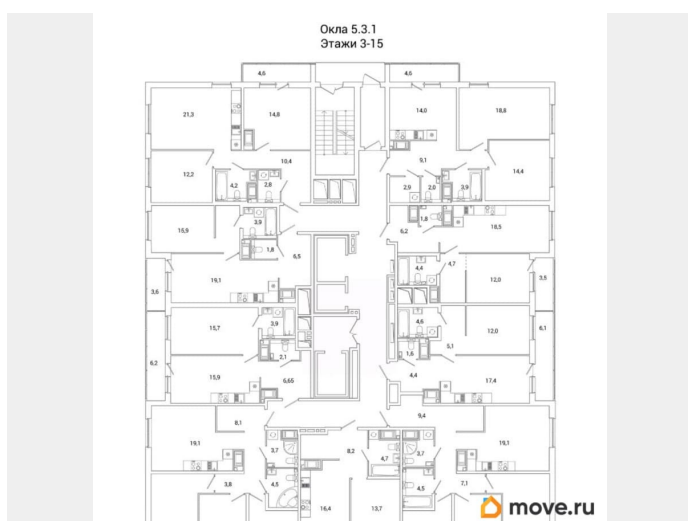 Окла 5.3.1
Этажи 3-15
4,6 4,6
21,3 14,8 14,0 18,8
12,2 10,4 9,1 14,4
4,2 2,8 2,9 2,0 3,9
16,9 3,9 6,2 1,8 18,5
1,8 6,5
19,1 4,4 4,7 12,0
3,6 3,5
15,7 3,9 4,6 12,0 6,1
6,2 2,1 1,6 5,1
15,9 6,65 4,4 17,4
8,1 9,4
19,1 3,7 8,2 4,7 3,7 19,1
3,8 4,5 4,5 7,1
16,4 13,7
move.ru